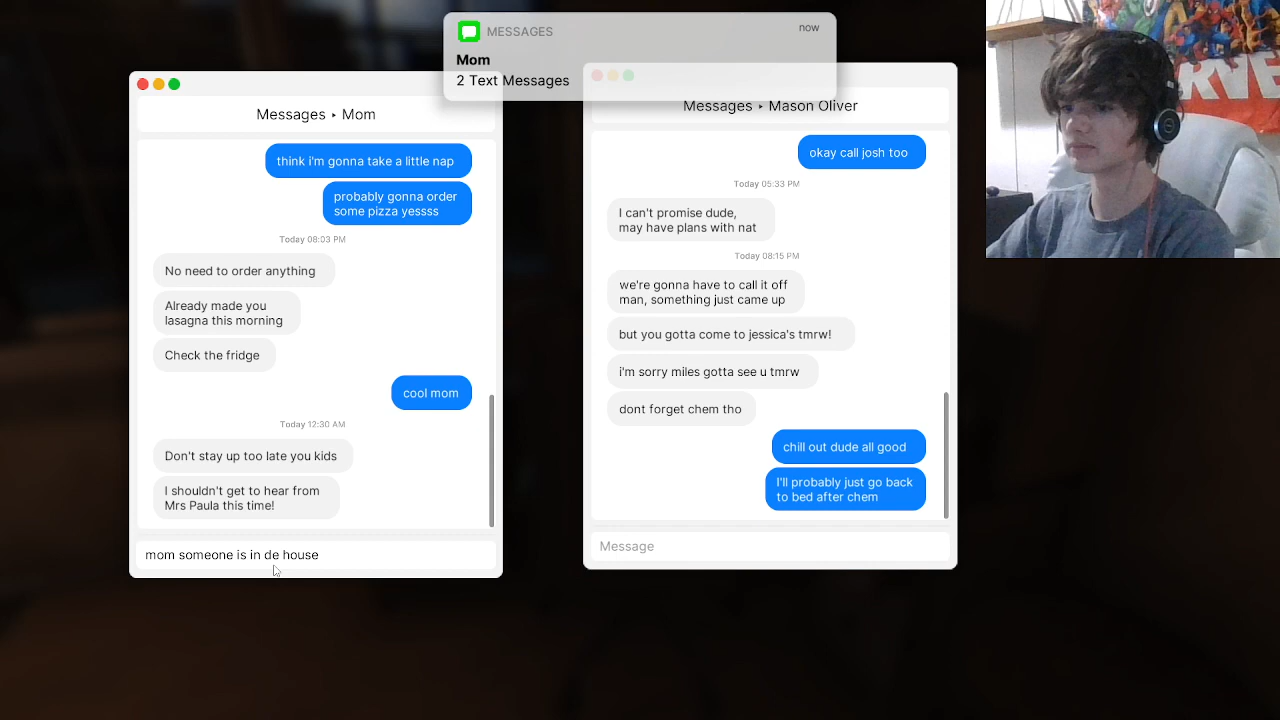 MESSAGES
now
Mom
2 Text Messages
Messages ‣ Mom
think i'm gonna take a little nap
probably gonna order
some pizza yessss
Today 08:03 PM
No need to order anything
Already made you
lasagna this morning
Check the fridge
cool mom
Today 12:30 AM
Don't stay up too late you kids
I shouldn't get to hear from
Mrs Paula this time!
mom someone is in de house
Messages ‣ Mason Oliver
okay call josh too
Today 05:33 PM
I can't promise dude,
may have plans with nat
Today 08:15 PM
we're gonna have to call it off
man, something just came up
but you gotta come to jessica's tmrw!
i'm sorry miles gotta see u tmrw
dont forget chem tho
chill out dude all good
I'll probably just go back
to bed after chem
Message